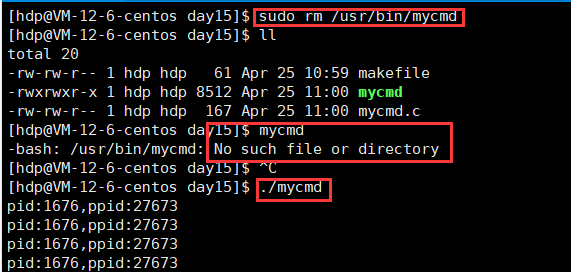 [hdp@VM-12-6-centos day15]$ sudo rm /usr/bin/mycmd
[hdp@VM-12-6-centos day15]$ ll
total 20
-rw-rw-r-- 1 hdp hdp   61 Apr 25 10:59 makefile
-rwxrwxr-x 1 hdp hdp 8512 Apr 25 11:00 mycmd
-rw-rw-r-- 1 hdp hdp  167 Apr 25 11:00 mycmd.c
[hdp@VM-12-6-centos day15]$ mycmd
-bash: /usr/bin/mycmd: No such file or directory
[hdp@VM-12-6-centos day15]$ ^C
[hdp@VM-12-6-centos day15]$ ./mycmd
pid:1676,ppid:27673
pid:1676,ppid:27673
pid:1676,ppid:27673
pid:1676,ppid:27673